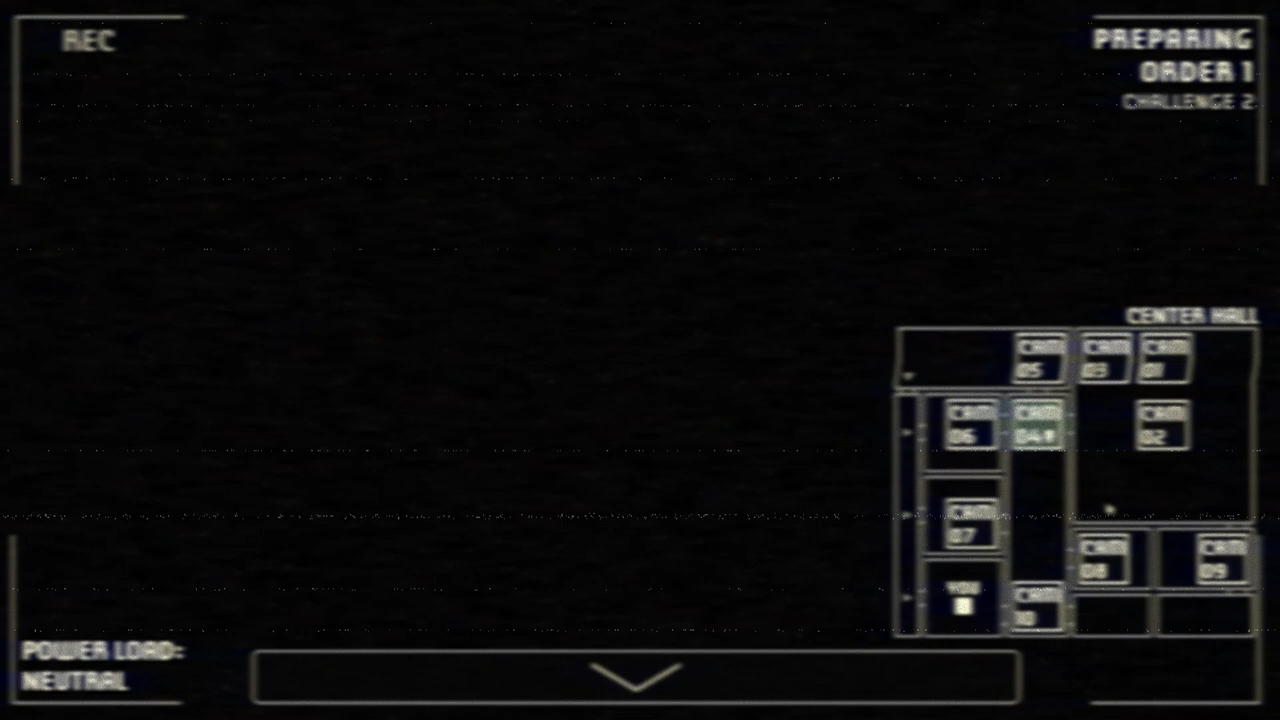 REC
PREPARING
ORDER 1
CHALLENGE 2
CENTER HALL
CAM 05
CAM 03
CAM 01
CAM 06
CAM 04
CAM 02
CAM 07
CAM 08
CAM 09
YOU
CAM 10
POWER LOAD:
NEUTRAL